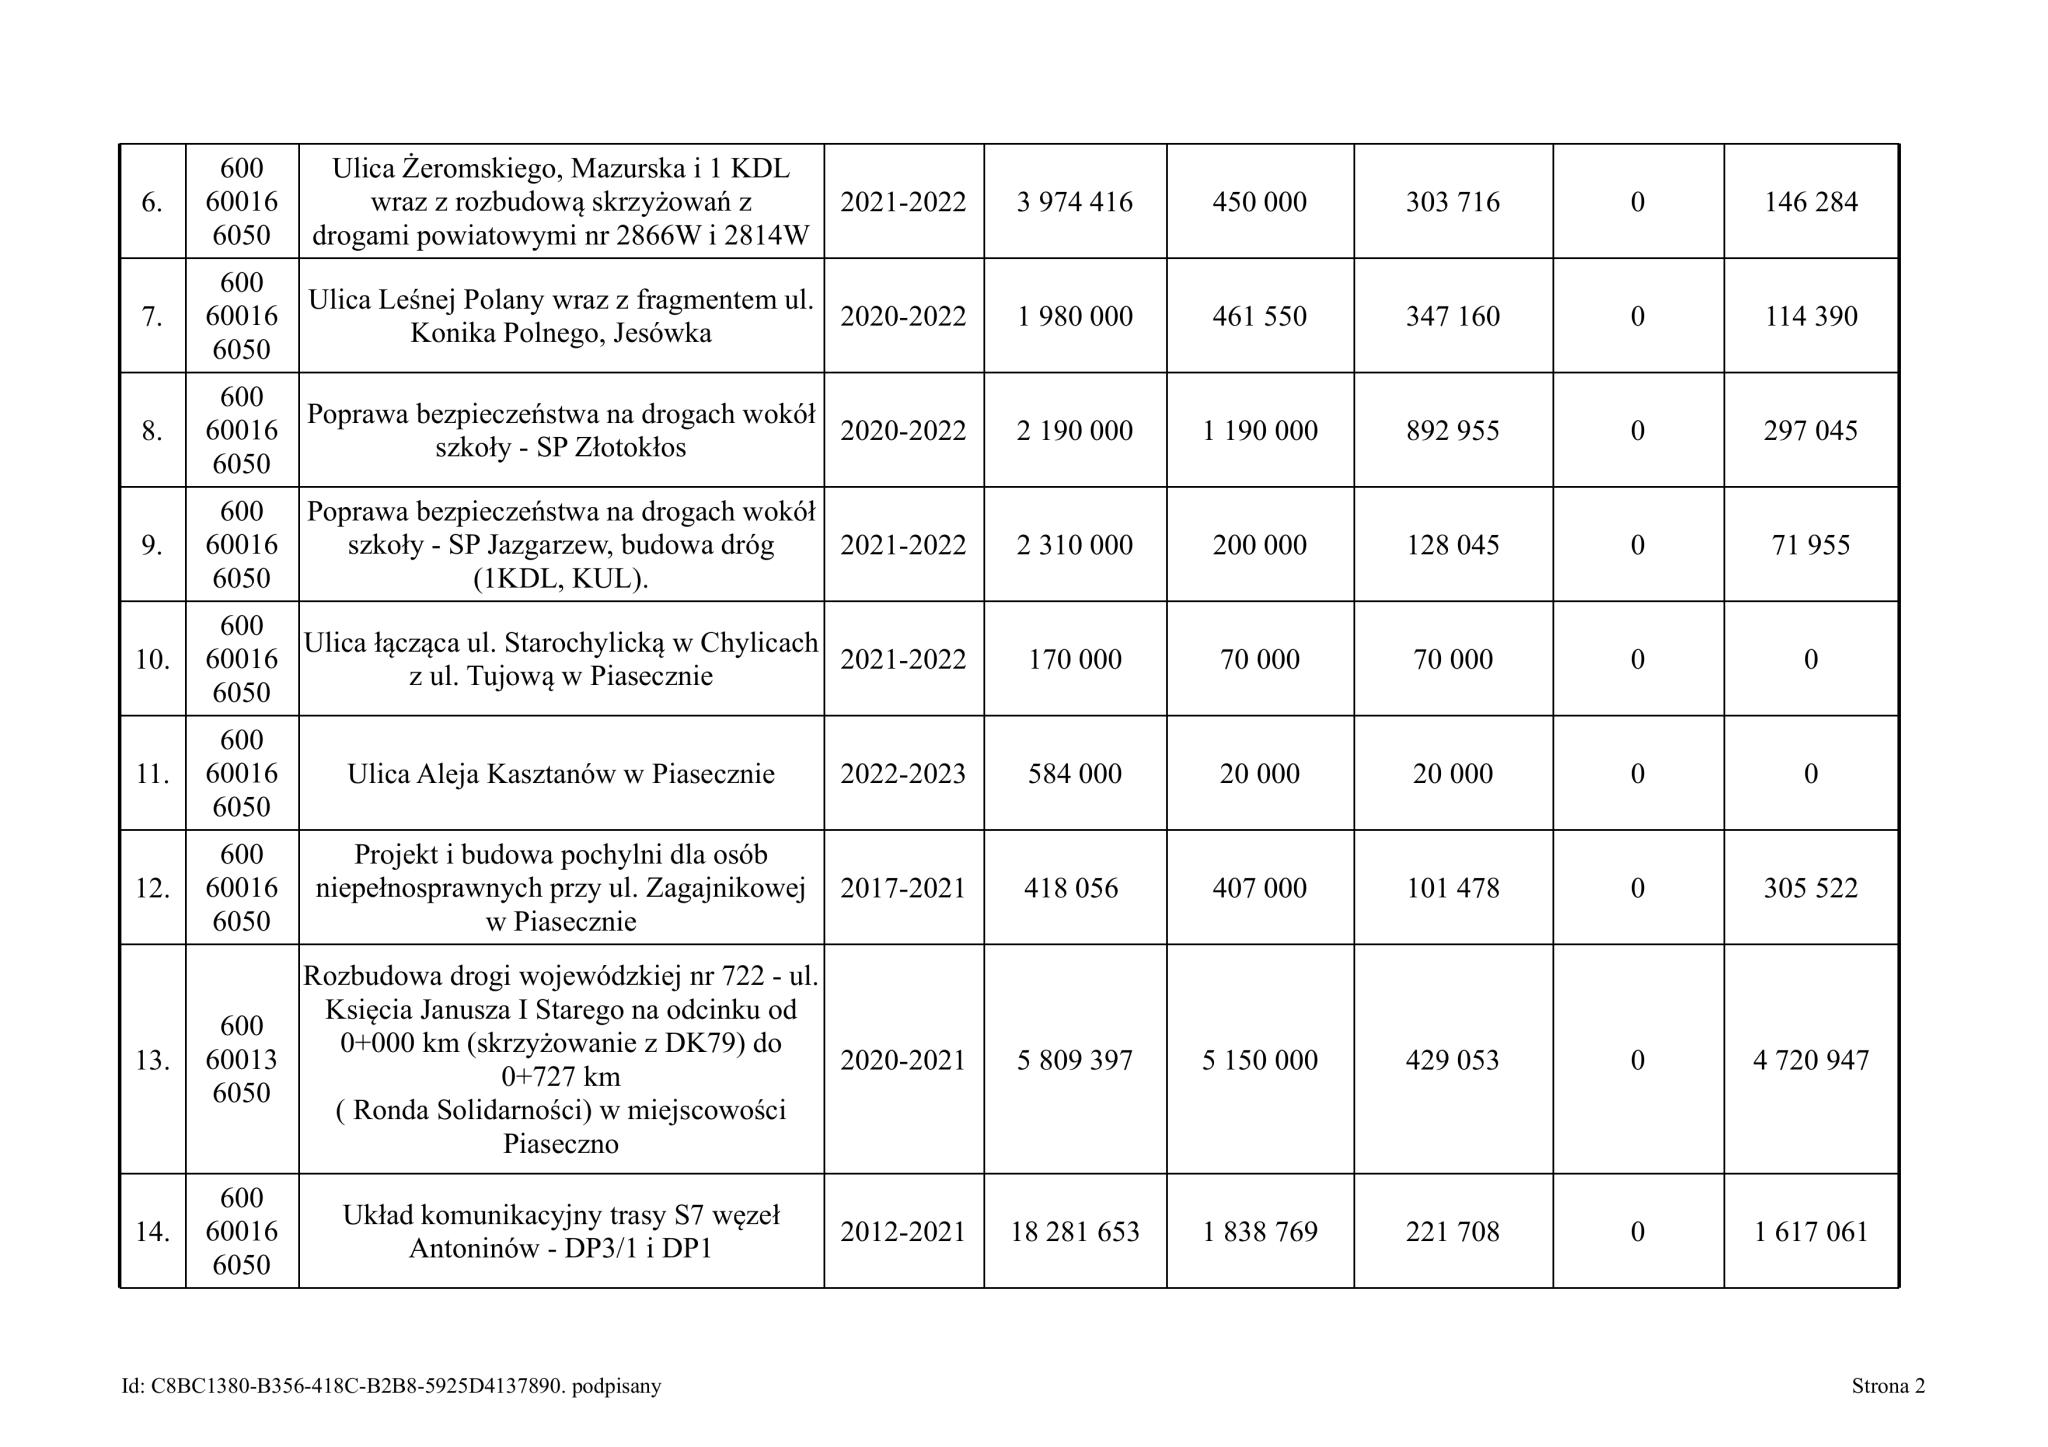 6.
600
60016
6050
Ulica Żeromskiego, Mazurska i 1 KDL
wraz z rozbudową skrzyżowań z
drogami powiatowymi nr 2866W i 2814W
2021-2022
3 974 416
450 000
303 716
0
146 284
7.
600
60016
6050
Ulica Leśnej Polany wraz z fragmentem ul.
Konika Polnego, Jesówka
2020-2022
1 980 000
461 550
347 160
0
114 390
8.
600
60016
6050
Poprawa bezpieczeństwa na drogach wokół
szkoły - SP Złotokłos
2020-2022
2 190 000
1 190 000
892 955
0
297 045
9.
600
60016
6050
Poprawa bezpieczeństwa na drogach wokół
szkoły - SP Jazgarzew, budowa dróg
(1KDL, KUL).
2021-2022
2 310 000
200 000
128 045
0
71 955
10.
600
60016
6050
Ulica łącząca ul. Starochylicką w Chylicach
z ul. Tujową w Piasecznie
2021-2022
170 000
70 000
70 000
0
0
11.
600
60016
6050
Ulica Aleja Kasztanów w Piasecznie
2022-2023
584 000
20 000
20 000
0
0
12.
600
60016
6050
Projekt i budowa pochylni dla osób
niepełnosprawnych przy ul. Zagajnikowej
w Piasecznie
2017-2021
418 056
407 000
101 478
0
305 522
13.
600
60013
6050
Rozbudowa drogi wojewódzkiej nr 722 - ul.
Księcia Janusza I Starego na odcinku od
0+000 km (skrzyżowanie z DK79) do
0+727 km
( Ronda Solidarności) w miejscowości
Piaseczno
2020-2021
5 809 397
5 150 000
429 053
0
4 720 947
14.
600
60016
6050
Układ komunikacyjny trasy S7 węzeł
Antoninów - DP3/1 i DP1
2012-2021
18 281 653
1 838 769
221 708
0
1 617 061
Id: C8BC1380-B356-418C-B2B8-5925D4137890. podpisany
Strona 2